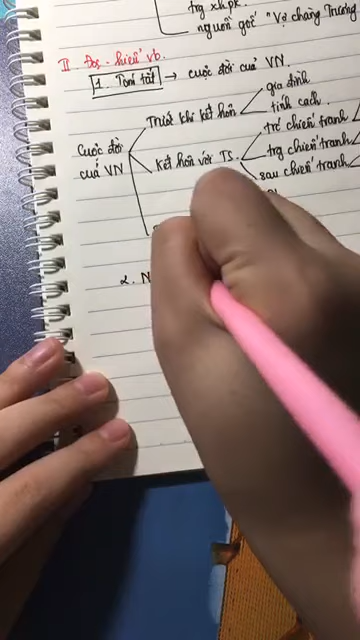 trg xhpk.
nguồn gốc "Vợ chàng Trương
II. Đọc - hiểu vb.
1. Tóm tắt → cuộc đời của VN.
gia đình
Trước khi kết hôn
tính cách.
Cuộc đời
của VN
trc chiến tranh
kết hôn với TS.
trg chiến tranh
sau chiến tranh
2. N